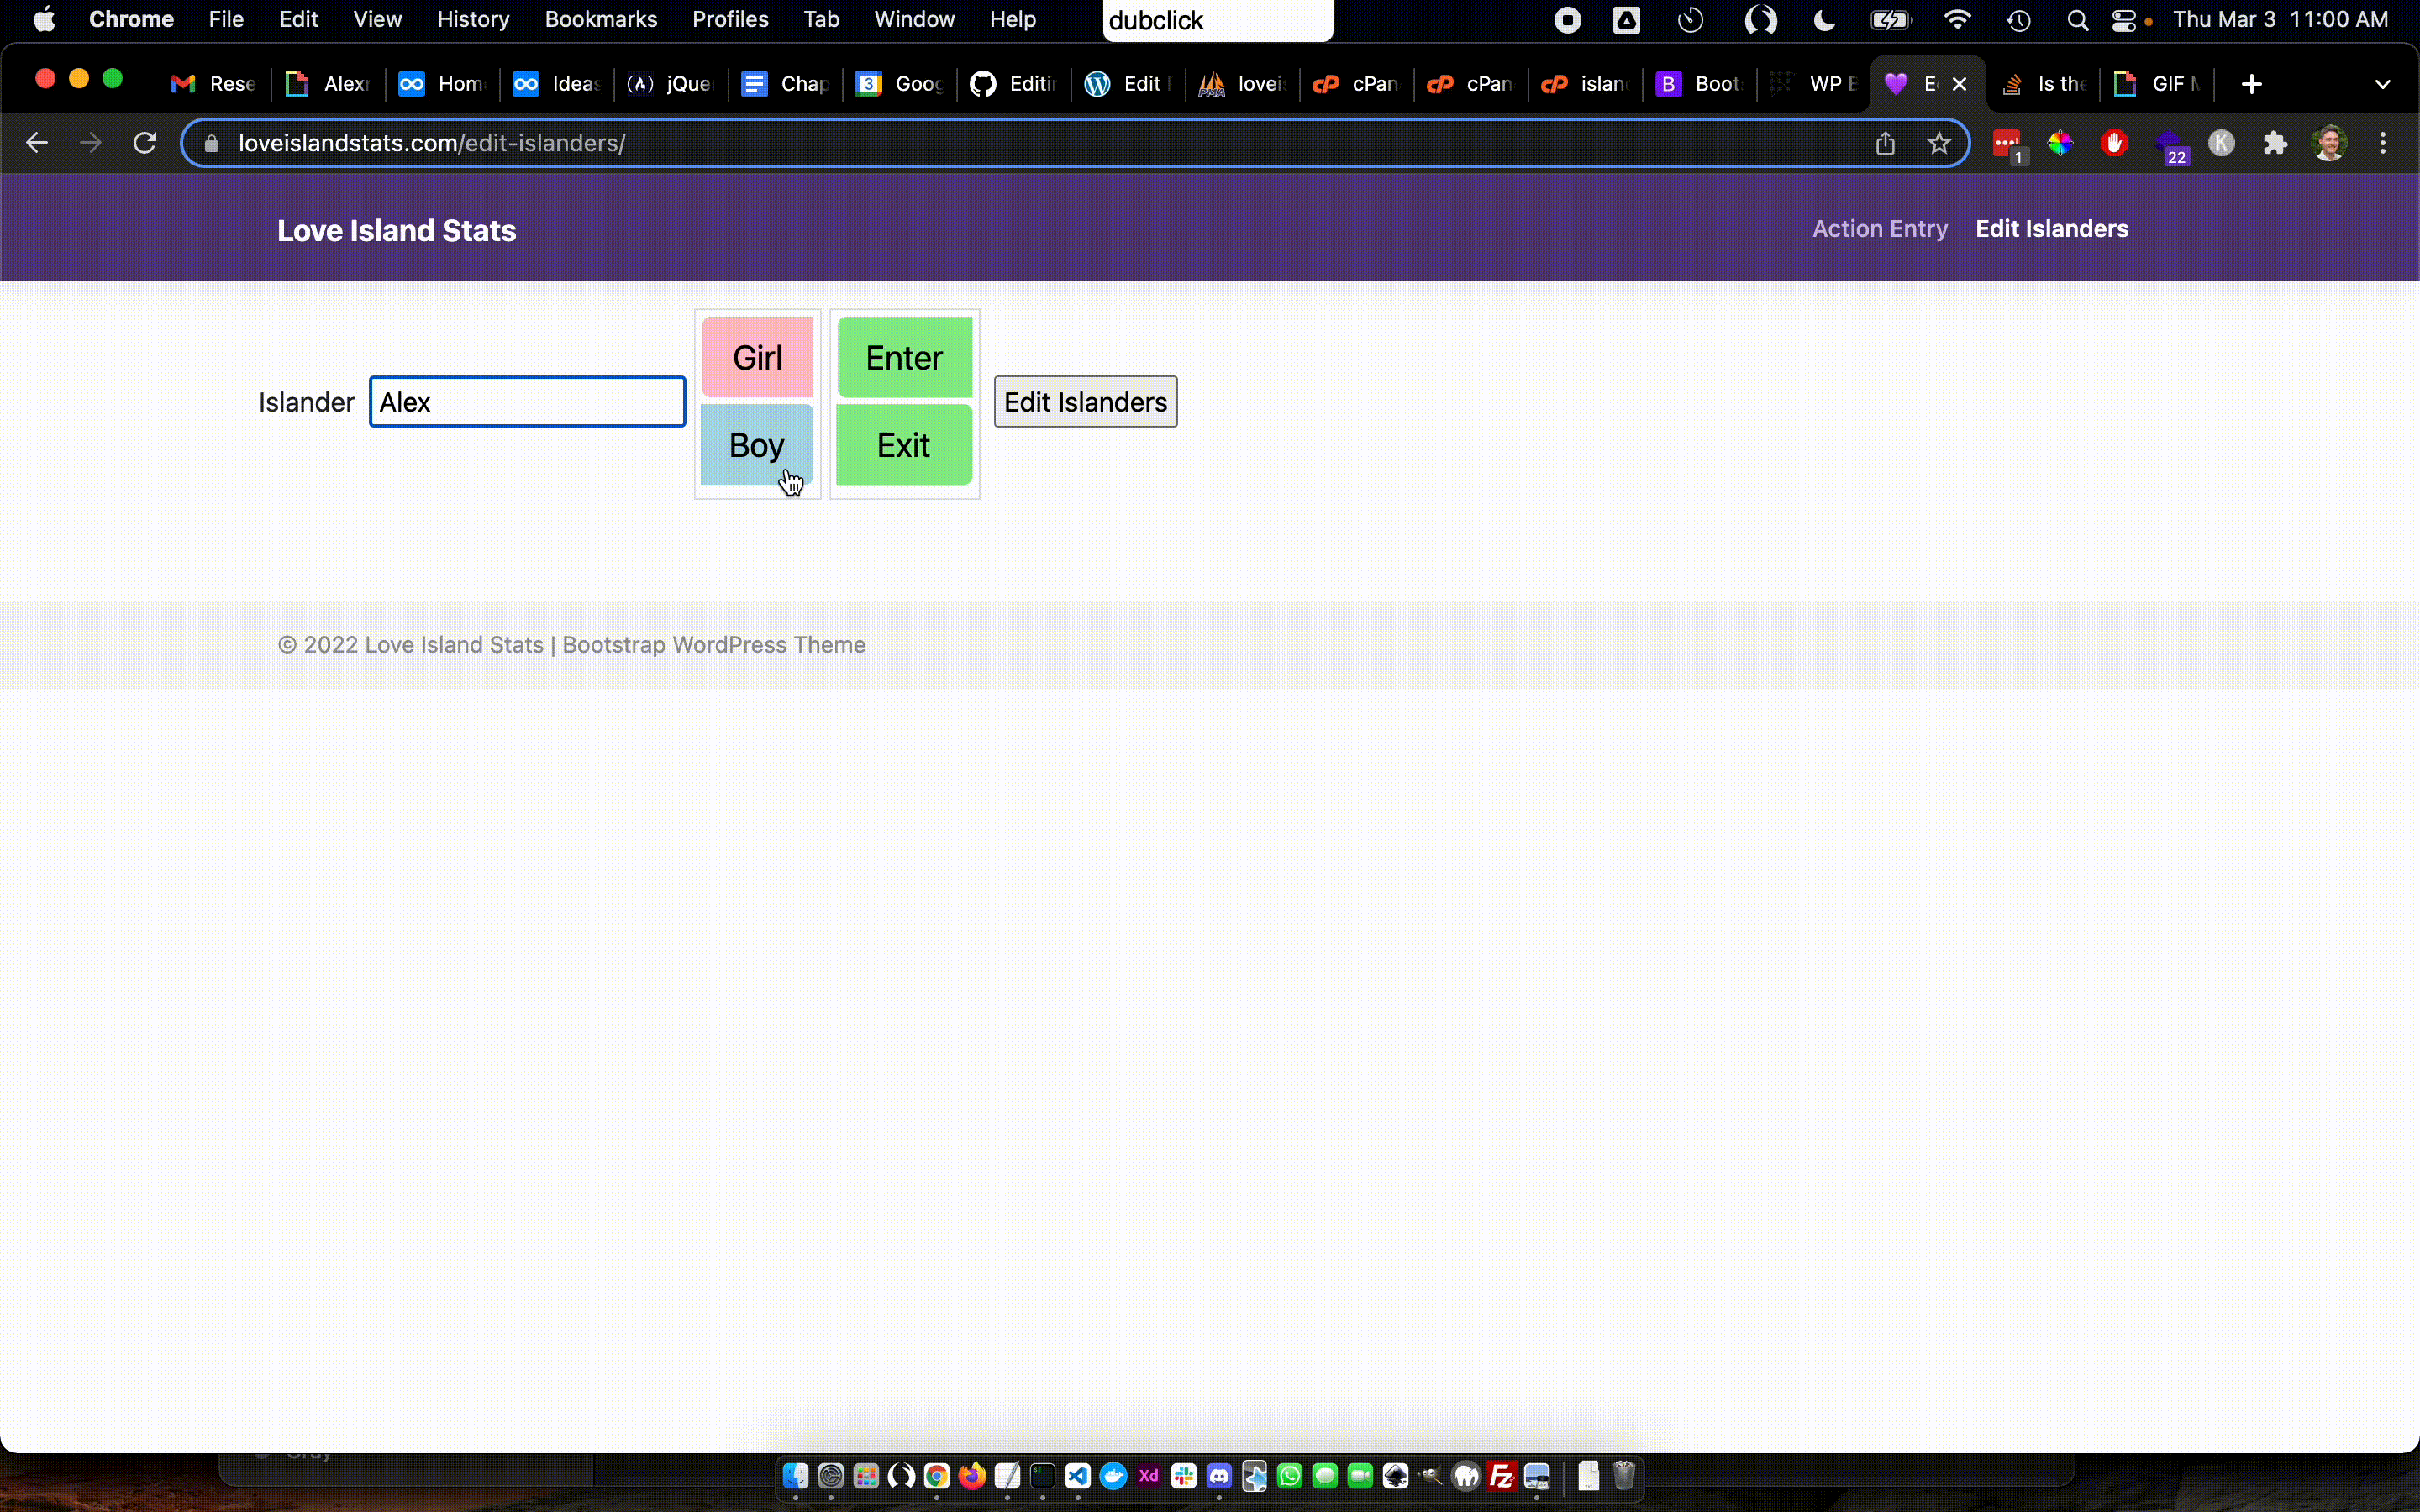 Chrome File Edit View History Bookmarks Profiles Tab Window Help dubclick Thu Mar 3 11:00 AM
Rese Alexr Hom Ideas jQue Chap Goog Editi Edit lovei cPan cPan islan Boot WP E E Is the GIF
loveislandstats.com/edit-islanders/ 1 22 K
Love Island Stats Action Entry Edit Islanders
Girl Enter
Islander Alex Edit Islanders
Boy Exit
© 2022 Love Island Stats | Bootstrap WordPress Theme
Xd FZ